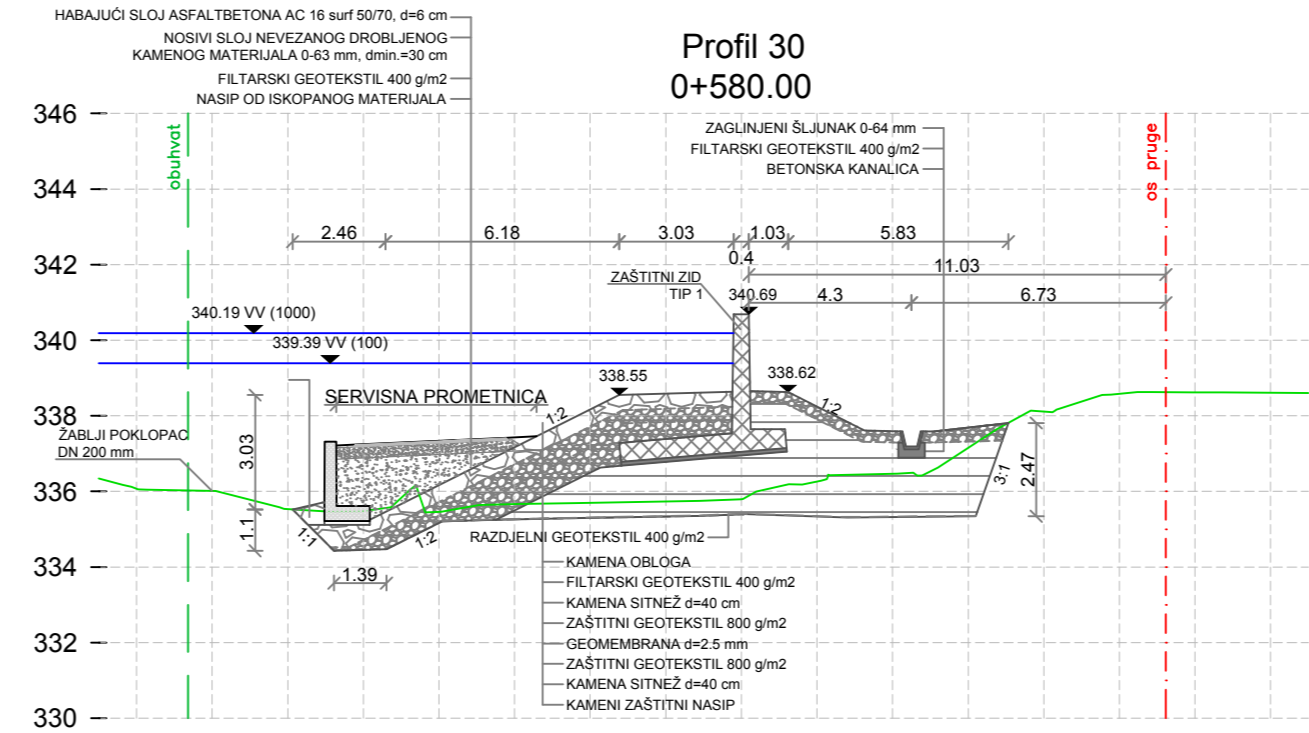 HABAJUĆI SLOJ ASFALTBETONA AC 16 surf 50/70, d=6 cm
NOSIVI SLOJ NEVEZANOG DROBLJENOG
KAMENOG MATERIJALA 0-63 mm, dmin.=30 cm
FILTARSKI GEOTEKSTIL 400 g/m2
NASIP OD ISKOPANOG MATERIJALA
Profil 30
0+580.00
ZAGLINJENI ŠLJUNAK 0-64 mm
FILTARSKI GEOTEKSTIL 400 g/m2
BETONSKA KANALICA
346
344
342
340
338
336
334
332
330
obuhvat
os pruge
2.46
6.18
3.03
0.4
1.03
5.83
11.03
4.3
6.73
ZAŠTITNI ZID
TIP 1
340.69
340.19 VV (1000)
339.39 VV (100)
338.55
338.62
SERVISNA PROMETNICA
1:2
1:2
ŽABLJI POKLOPAC
DN 200 mm
3.03
1.1
1:1
1:2
1.39
3:1
2.47
RAZDJELNI GEOTEKSTIL 400 g/m2
KAMENA OBLOGA
FILTARSKI GEOTEKSTIL 400 g/m2
KAMENA SITNEŽ d=40 cm
ZAŠTITNI GEOTEKSTIL 800 g/m2
GEOMEMBRANA d=2.5 mm
ZAŠTITNI GEOTEKSTIL 800 g/m2
KAMENA SITNEŽ d=40 cm
KAMENI ZAŠTITNI NASIP